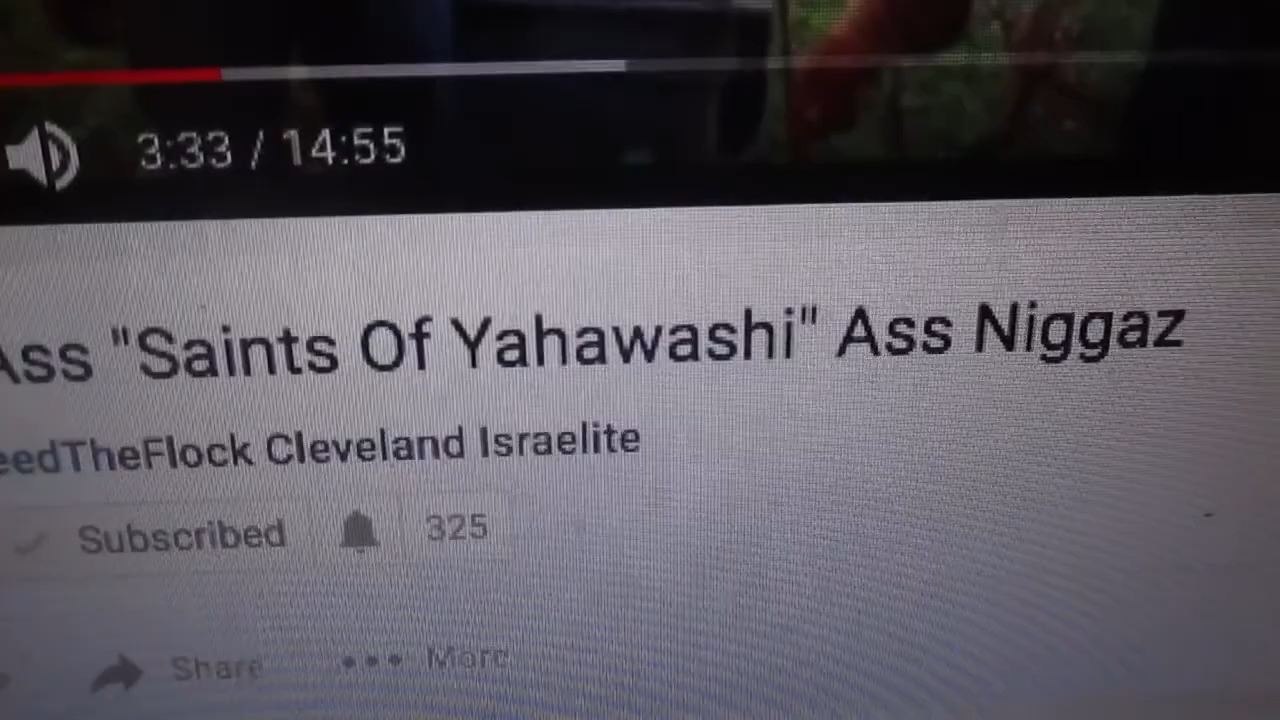 3:33 / 14:55
Ass "Saints Of Yahawashi" Ass Niggaz
eedTheFlock Cleveland Israelite
Subscribed 325
Share More